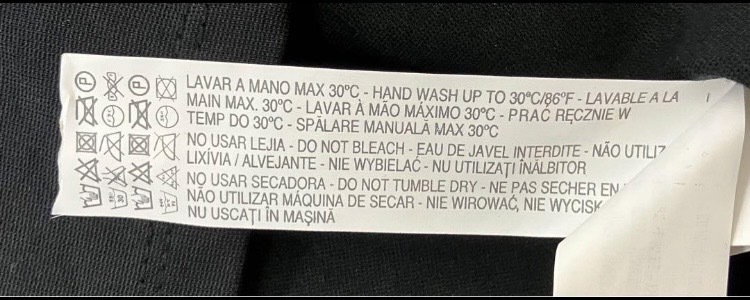 LAVAR A MANO MAX 30ºC - HAND WASH UP TO 30ºC/86ºF - LAVABLE A LA
MAIN MAX. 30ºC - LAVAR À MÃO MÁXIMO 30ºC - PRAĆ RĘCZNIE W
TEMP DO 30ºC - SPĂLARE MANUALĂ MAX 30ºC
NO USAR LEJIA - DO NOT BLEACH - EAU DE JAVEL INTERDITE - NÃO
LIXÍVIA / ALVEJANTE - NIE WYBIELAĆ - NU UTILIZAȚI ÎNĂLBITOR
NO USAR SECADORA - DO NOT TUMBLE DRY - NE PAS SECHER EN
NÃO UTILIZAR MÁQUINA DE SECAR - NIE WIROWAĆ, NIE
NU USCAȚI ÎN MAȘINĂ